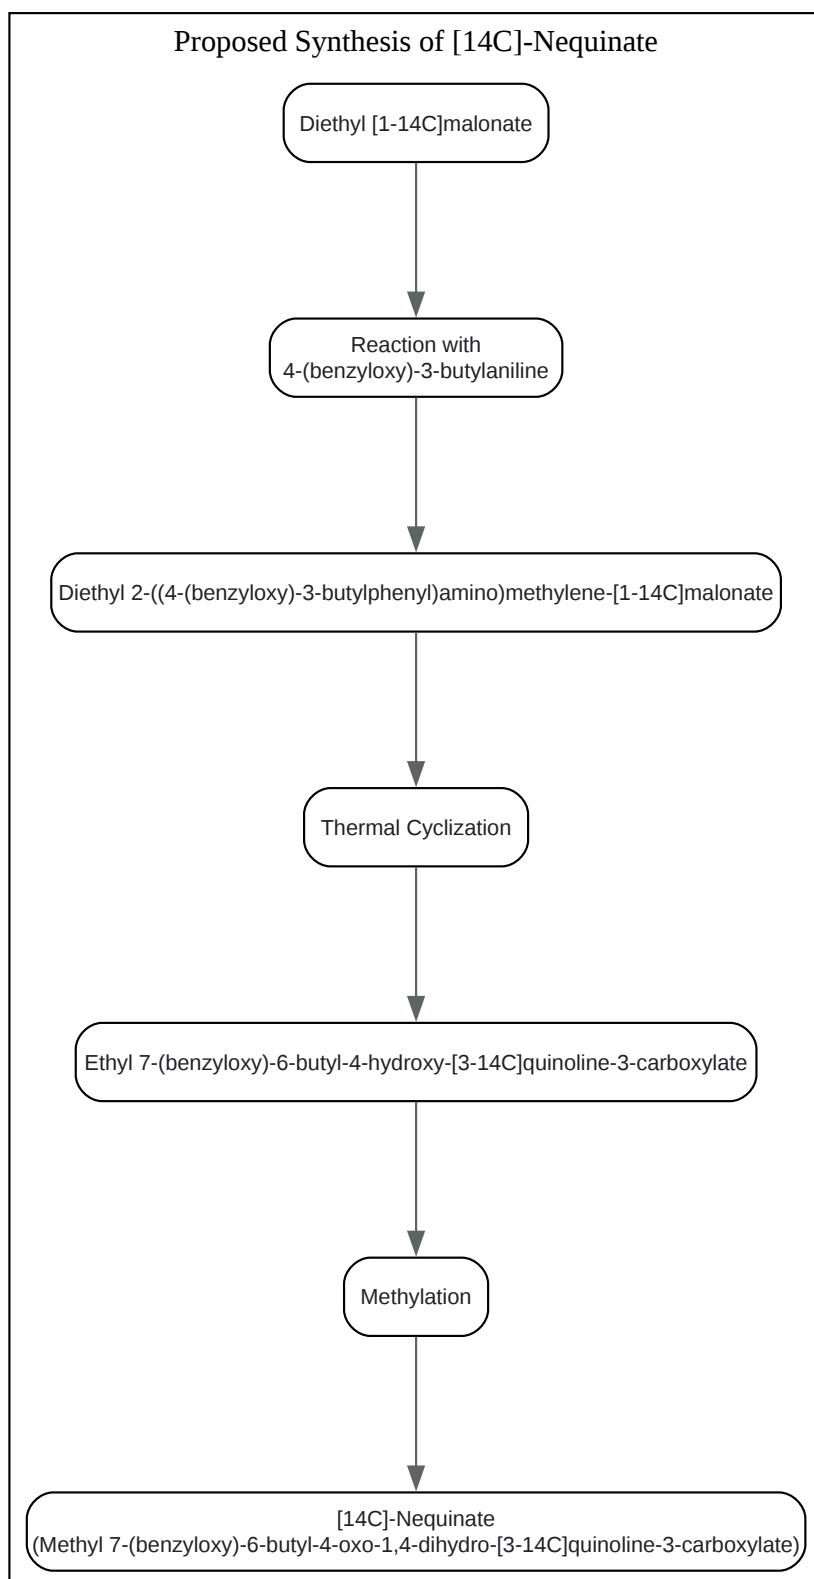 Proposed Synthesis of [14C]-Nequinate
Diethyl [1-14C]malonate
Reaction with
4-(benzyloxy)-3-butylaniline
Diethyl 2-((4-(benzyloxy)-3-butylphenyl)amino)methylene-[1-14C]malonate
Thermal Cyclization
Ethyl 7-(benzyloxy)-6-butyl-4-hydroxy-[3-14C]quinoline-3-carboxylate
Methylation
[14C]-Nequinate
(Methyl 7-(benzyloxy)-6-butyl-4-oxo-1,4-dihydro-[3-14C]quinoline-3-carboxylate)